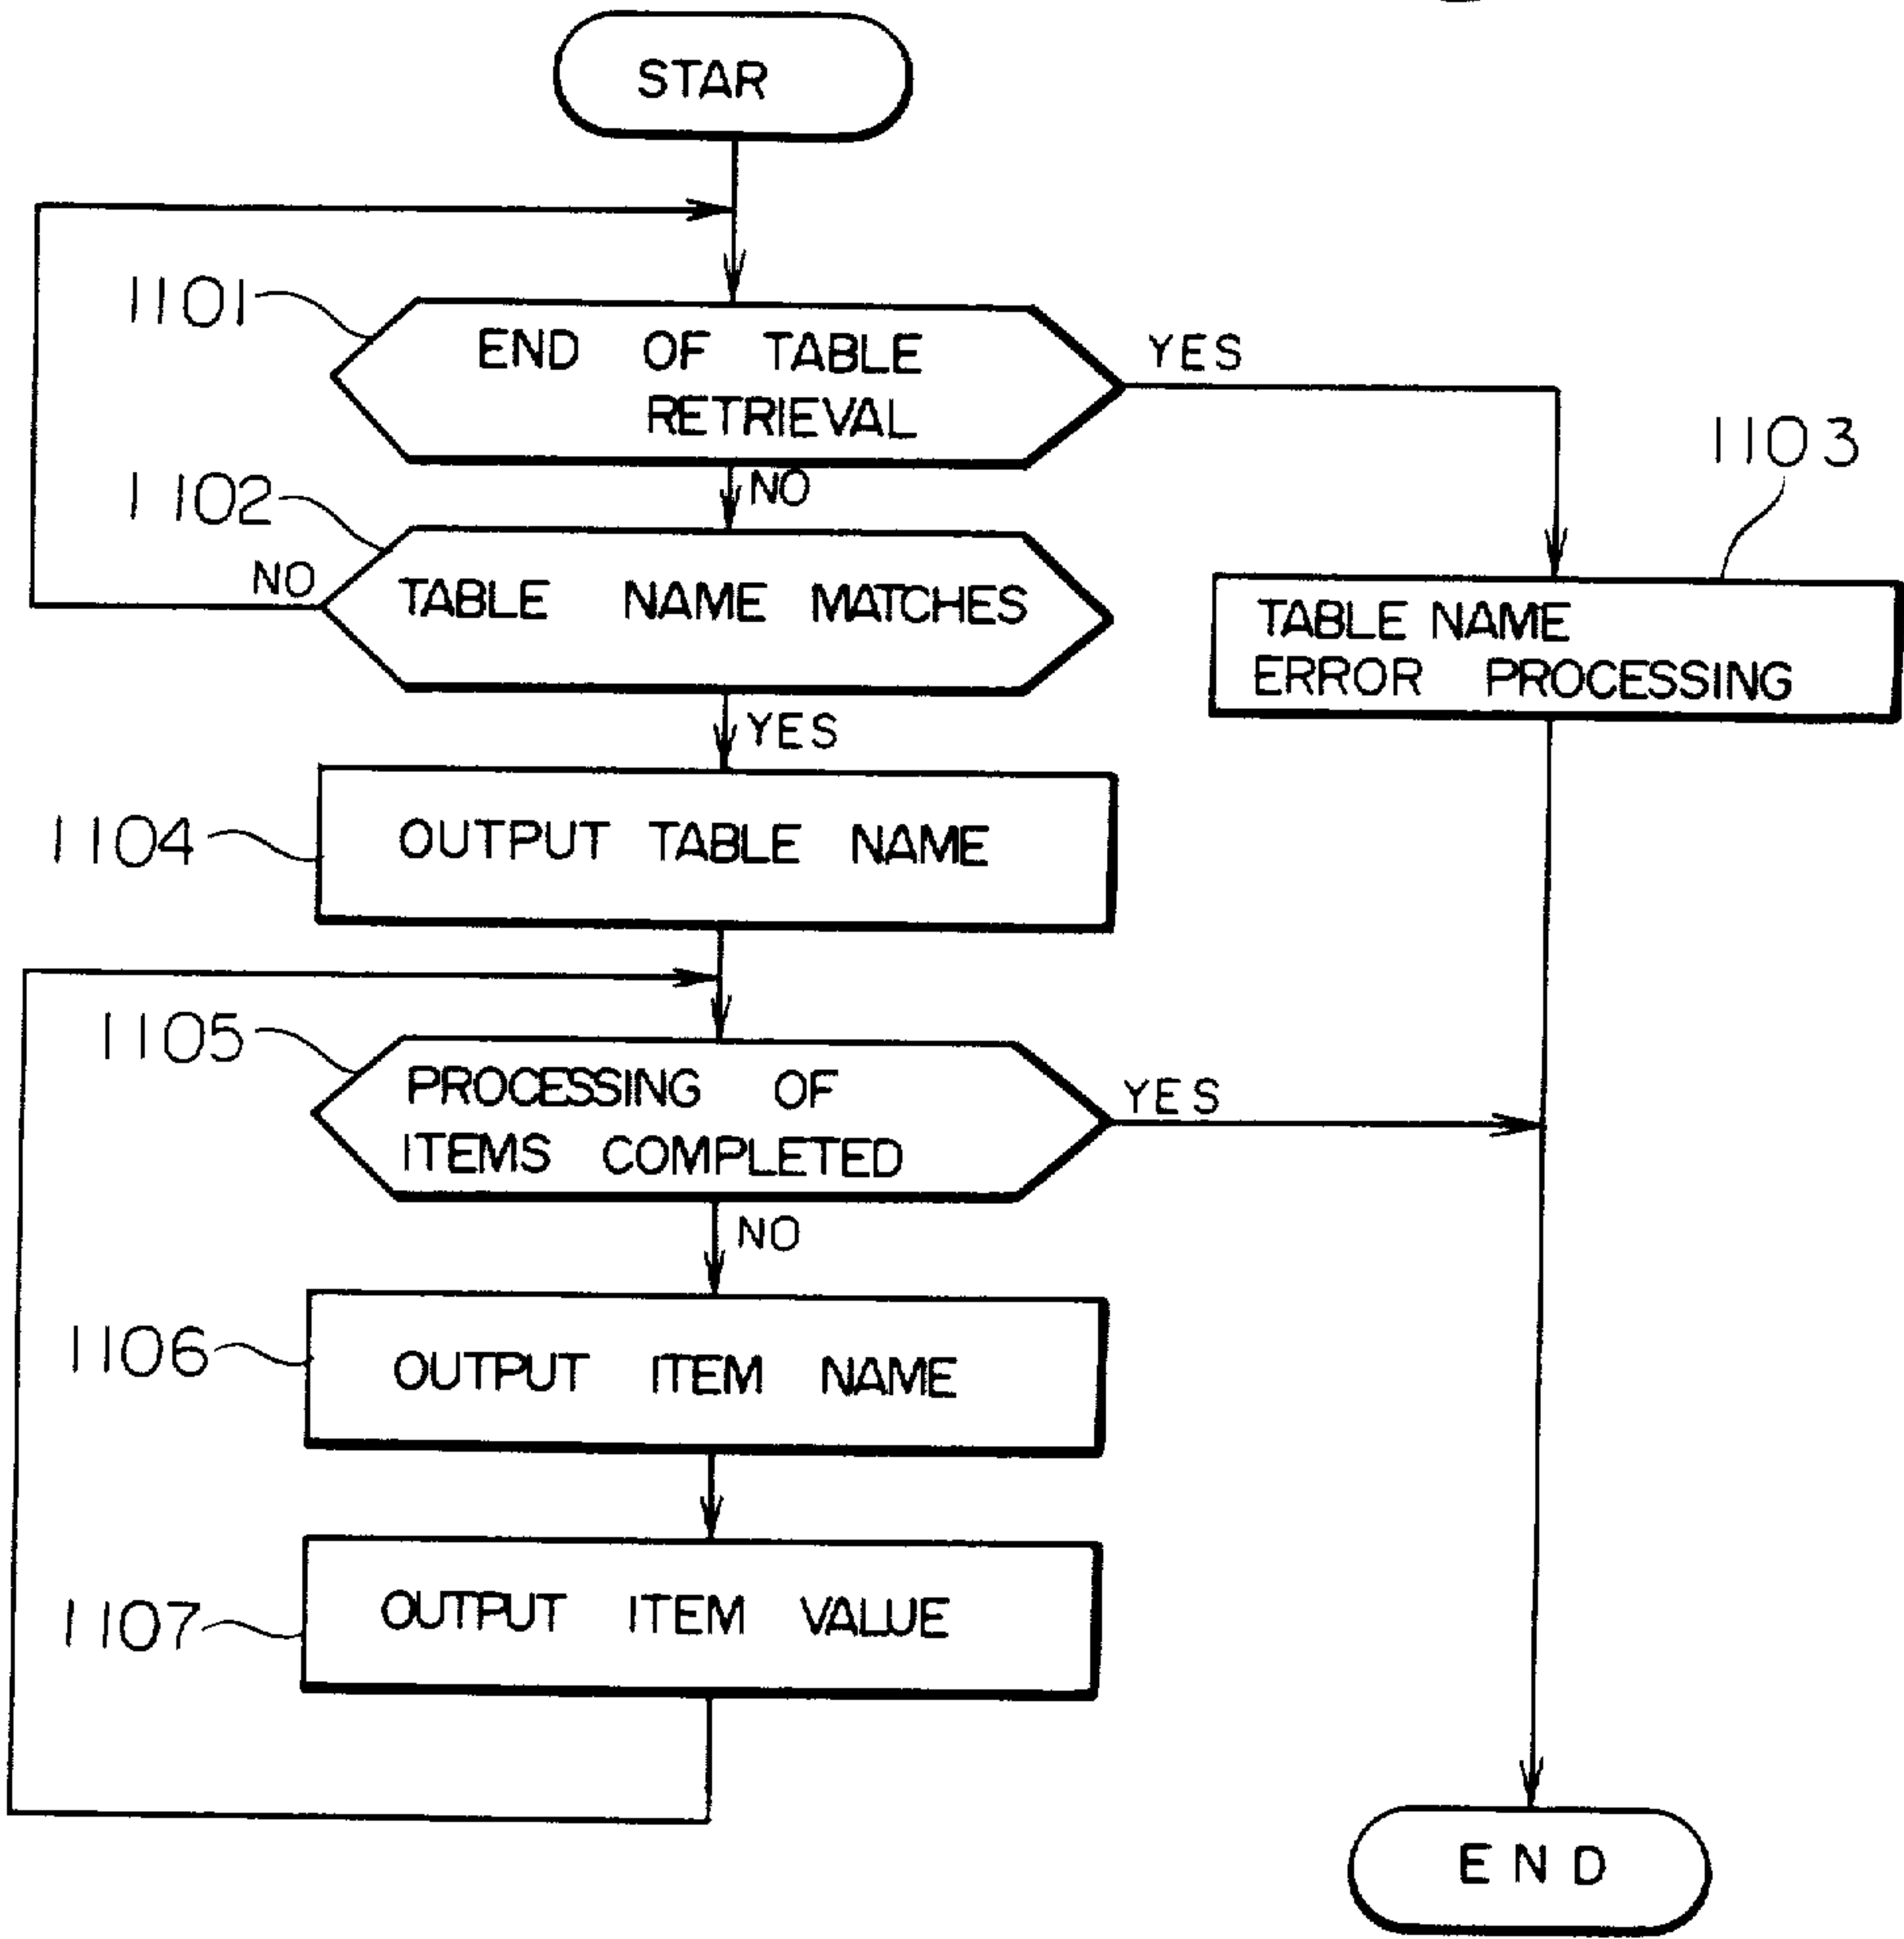 STAR
1101
END OF TABLE
RETRIEVAL
YES
NO
1102
NO
TABLE NAME MATCHES
YES
1103
TABLE NAME
ERROR PROCESSING
1104
OUTPUT TABLE NAME
1105
PROCESSING OF
ITEMS COMPLETED
YES
NO
1106
OUTPUT ITEM NAME
1107
OUTPUT ITEM VALUE
END